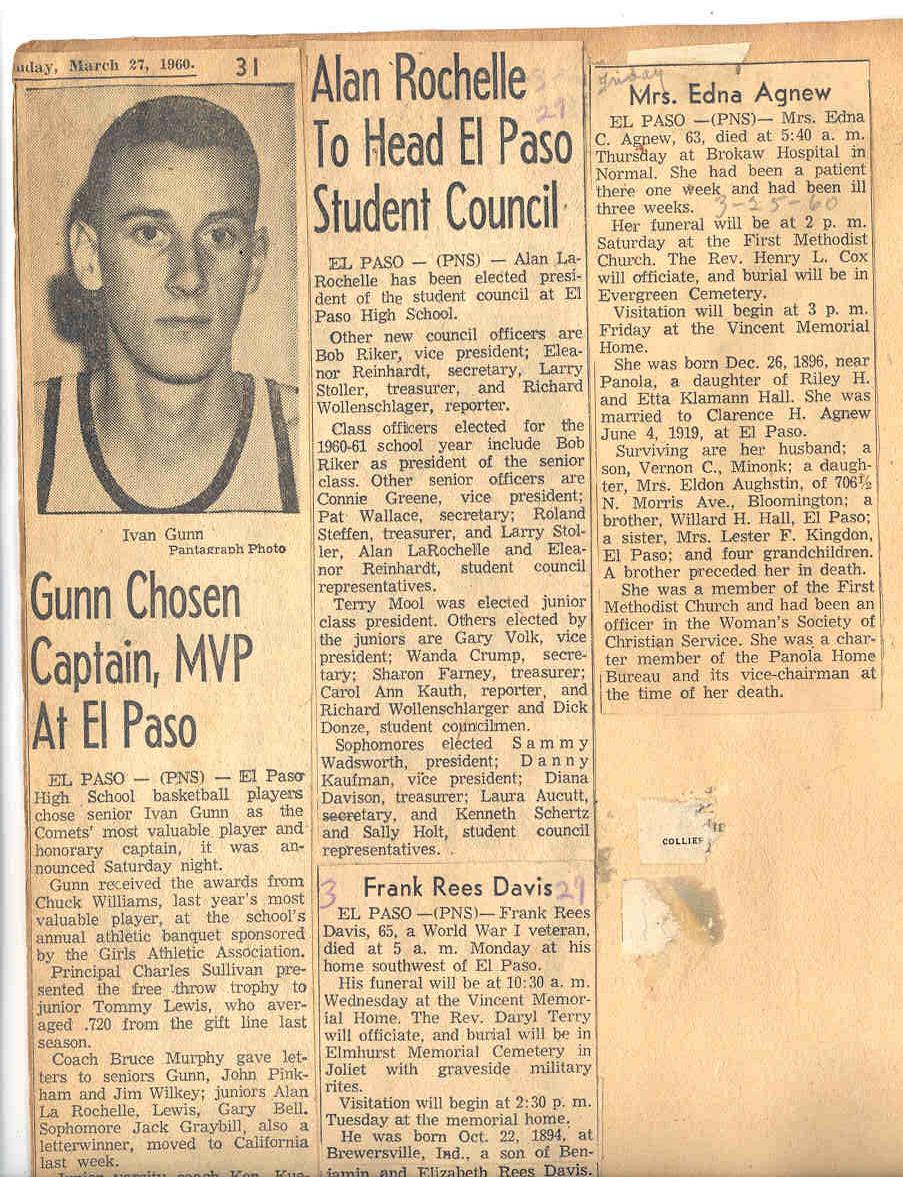 uday, March 27, 1960.
31
Ivan Gunn
Pantagraph Photo
Gunn Chosen
Captain, MVP
At El Paso
EL PASO — (PNS) — El Paso
High School basketball players
chose senior Ivan Gunn as the
Comets' most valuable player and
honorary captain, it was an-
nounced Saturday night.
Gunn received the awards from
Chuck Williams, last year's most
valuable player, at the school's
annual athletic banquet sponsored
by the Girls Athletic Association.
Principal Charles Sullivan pre-
sented the free throw trophy to
junior Tommy Lewis, who aver-
aged .720 from the gift line last
season.
Coach Bruce Murphy gave let-
ters to seniors Gunn, John Pink-
ham and Jim Wilkey; juniors Alan
La Rochelle, Lewis, Gary Bell.
Sophomore Jack Graybill, also a
letterwinner, moved to California
last week.
Alan Rochelle
To Head El Paso
Student Council
29
EL PASO — (PNS) — Alan La-
Rochelle has been elected presi-
dent of the student council at El
Paso High School.
Other new council officers are
Bob Riker, vice president; Elea-
nor Reinhardt, secretary, Larry
Stoller, treasurer, and Richard
Wollenschlager, reporter.
Class officers elected for the
1960-61 school year include Bob
Riker as president of the senior
class. Other senior officers are
Connie Greene, vice president;
Pat Wallace, secretary; Roland
Steffen, treasurer, and Larry Stol-
ler, Alan LaRochelle and Elea-
nor Reinhardt, student council
representatives.
Terry Mool was elected junior
class president. Others elected by
the juniors are Gary Volk, vice
president; Wanda Crump, secre-
tary; Sharon Farney, treasurer;
Carol Ann Kauth, reporter, and
Richard Wollenschlarger and Dick
Donze, student councilmen.
Sophomores elected Sammy
Wadsworth, president; Danny
Kaufman, vice president; Diana
Davison, treasurer; Laura Aucutt,
secretary, and Kenneth Schertz
and Sally Holt, student council
representatives.
3 Frank Rees Davis 29
EL PASO —(PNS)— Frank Rees
Davis, 65, a World War I veteran,
died at 5 a. m. Monday at his
home southwest of El Paso.
His funeral will be at 10:30 a. m.
Wednesday at the Vincent Memor-
ial Home. The Rev. Daryl Terry
will officiate, and burial will be in
Elmhurst Memorial Cemetery in
Joliet with graveside military
rites.
Visitation will begin at 2:30 p. m.
Tuesday at the memorial home.
He was born Oct. 22, 1894, at
Brewersville, Ind., a son of Ben-
jamin and Elizabeth Rees Davis.
Friday
Mrs. Edna Agnew
EL PASO —(PNS)— Mrs. Edna
C. Agnew, 63, died at 5:40 a. m.
Thursday at Brokaw Hospital in
Normal. She had been a patient
there one week and had been ill
three weeks. 3-25-60
Her funeral will be at 2 p. m.
Saturday at the First Methodist
Church. The Rev. Henry L. Cox
will officiate, and burial will be in
Evergreen Cemetery.
Visitation will begin at 3 p. m.
Friday at the Vincent Memorial
Home.
She was born Dec. 26, 1896, near
Panola, a daughter of Riley H.
and Etta Klamann Hall. She was
married to Clarence H. Agnew
June 4, 1919, at El Paso.
Surviving are her husband; a
son, Vernon C., Minonk; a daugh-
ter, Mrs. Eldon Aughstin, of 706½
N. Morris Ave., Bloomington; a
brother, Willard H. Hall, El Paso;
a sister, Mrs. Lester F. Kingdon,
El Paso; and four grandchildren.
A brother preceded her in death.
She was a member of the First
Methodist Church and had been an
officer in the Woman's Society of
Christian Service. She was a char-
ter member of the Panola Home
Bureau and its vice-chairman at
the time of her death.
COLLIER